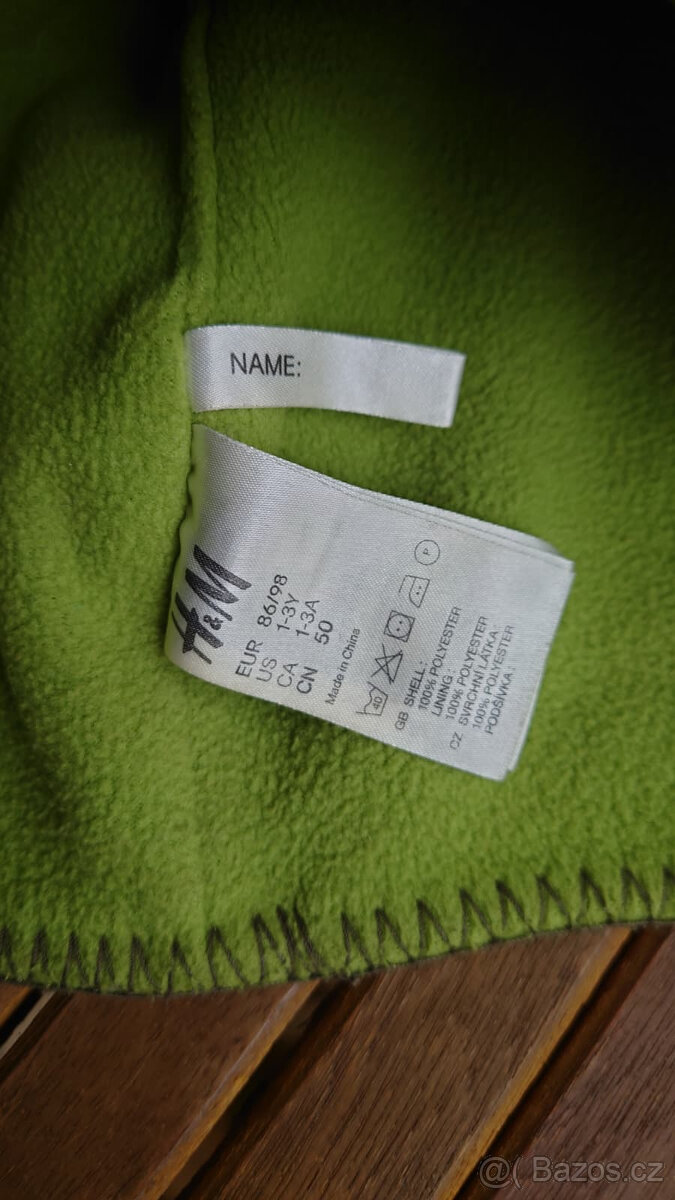 NAME:
H&M
EUR 86/98
US 1-3Y
CA 1-3A
CN 50
Made in China
40
P
GB SHELL:
100% POLYESTER
LINING:
100% POLYESTER
CZ SVRCHNÍ LÁTKA:
100% POLYESTER
PODŠÍVKA:
@( Bazos.cz